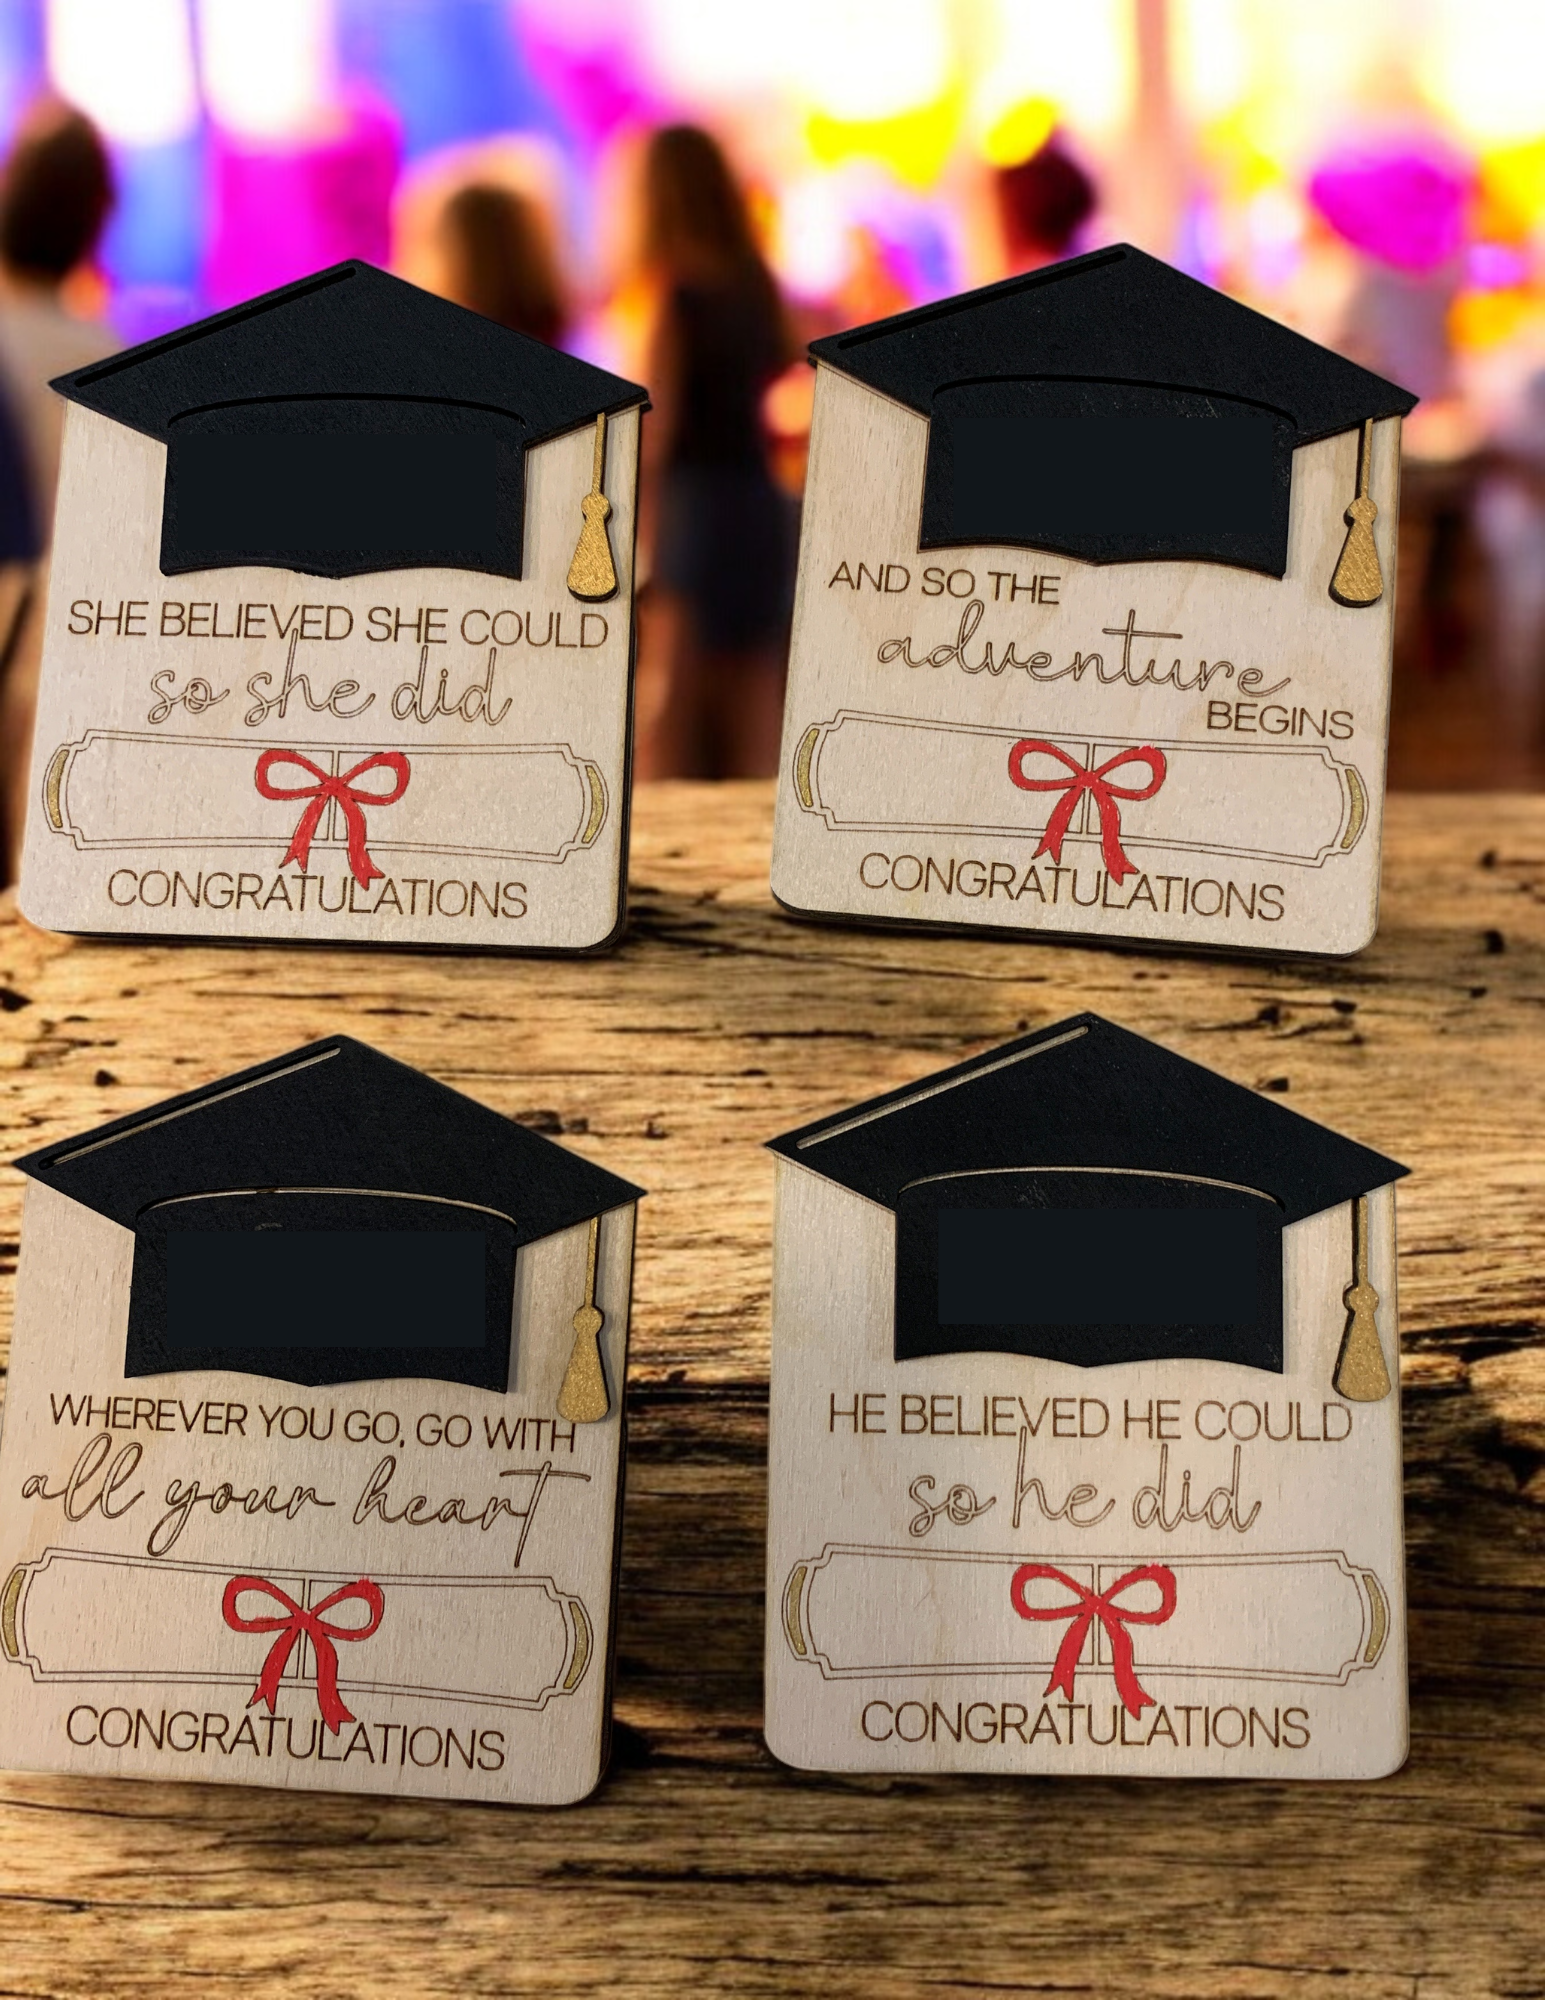 SHE BELIEVED SHE COULD
so she did
CONGRATULATIONS
AND SO THE
adventure
BEGINS
CONGRATULATIONS
WHEREVER YOU GO, GO WITH
all your heart
CONGRATULATIONS
HE BELIEVED HE COULD
so he did
CONGRATULATIONS